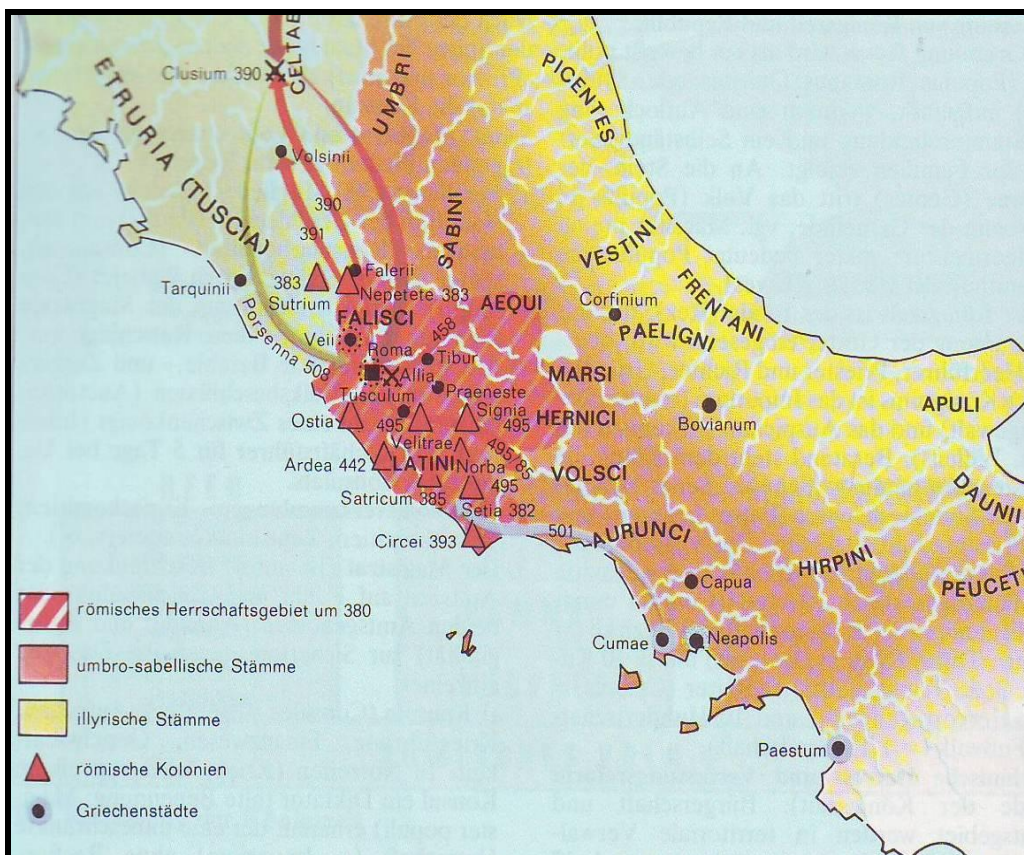 Clusium 390
CELTAE
UMBRI
PICENTES
ETRURIA (TUSCIA)
Volsinii
390
391
SABINI
VESTINI
FRENTANI
Tarquinii
383
Sutrium
Falerii
Nepetete 383
FALISCI
AEQUI
Corfinium
PAELIGNI
Porsenna 508
Veii
Roma
458
Tibur
Allia
Praeneste
MARSI
APULI
Bovianum
Tusculum
Ostia
495
Signia
495
HERNICI
Velitrae
495/85
Ardea 442
LATINI
Norba
495
VOLSCI
Satricum 385
Setia 382
DAUNII
Circei 393
501
AURUNCI
HIRPINI
PEUCETI
Capua
Cumae
Neapolis
Paestum
römisches Herrschaftsgebiet um 380
umbro-sabellische Stämme
illyrische Stämme
römische Kolonien
Griechenstädte